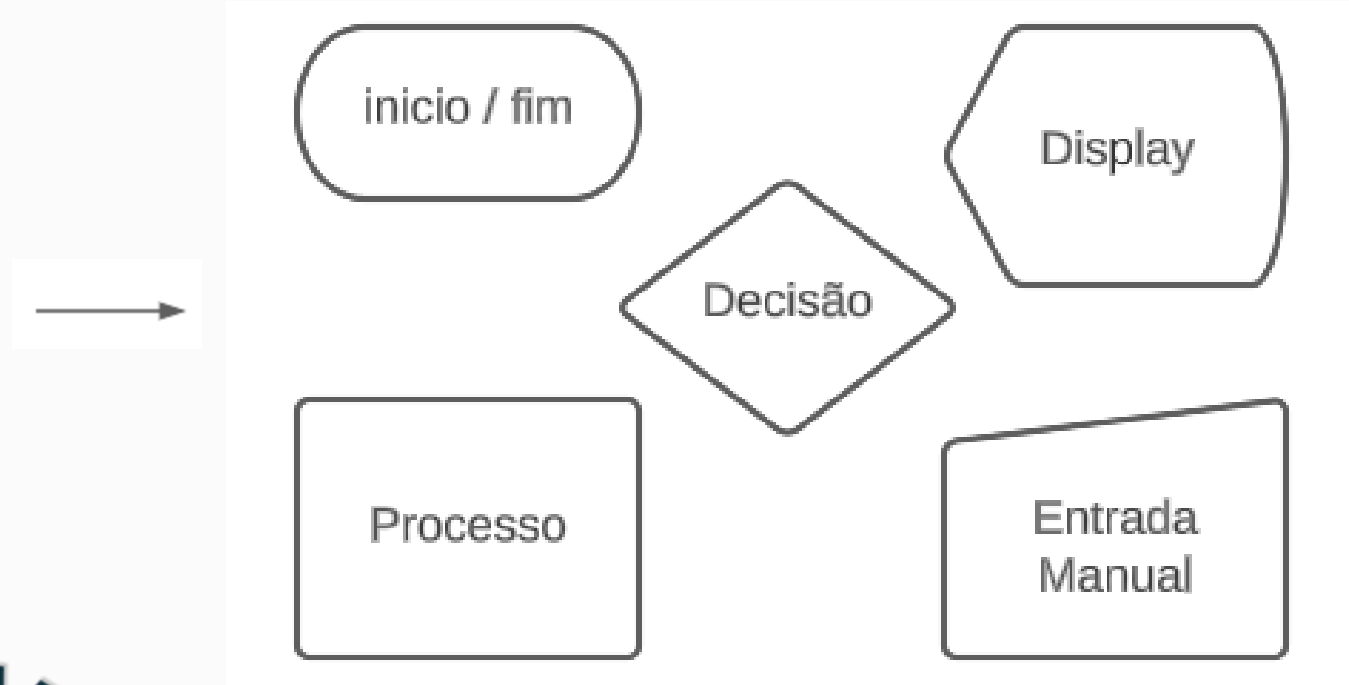 inicio / fim
Display
Decisão
Processo
Entrada
Manual